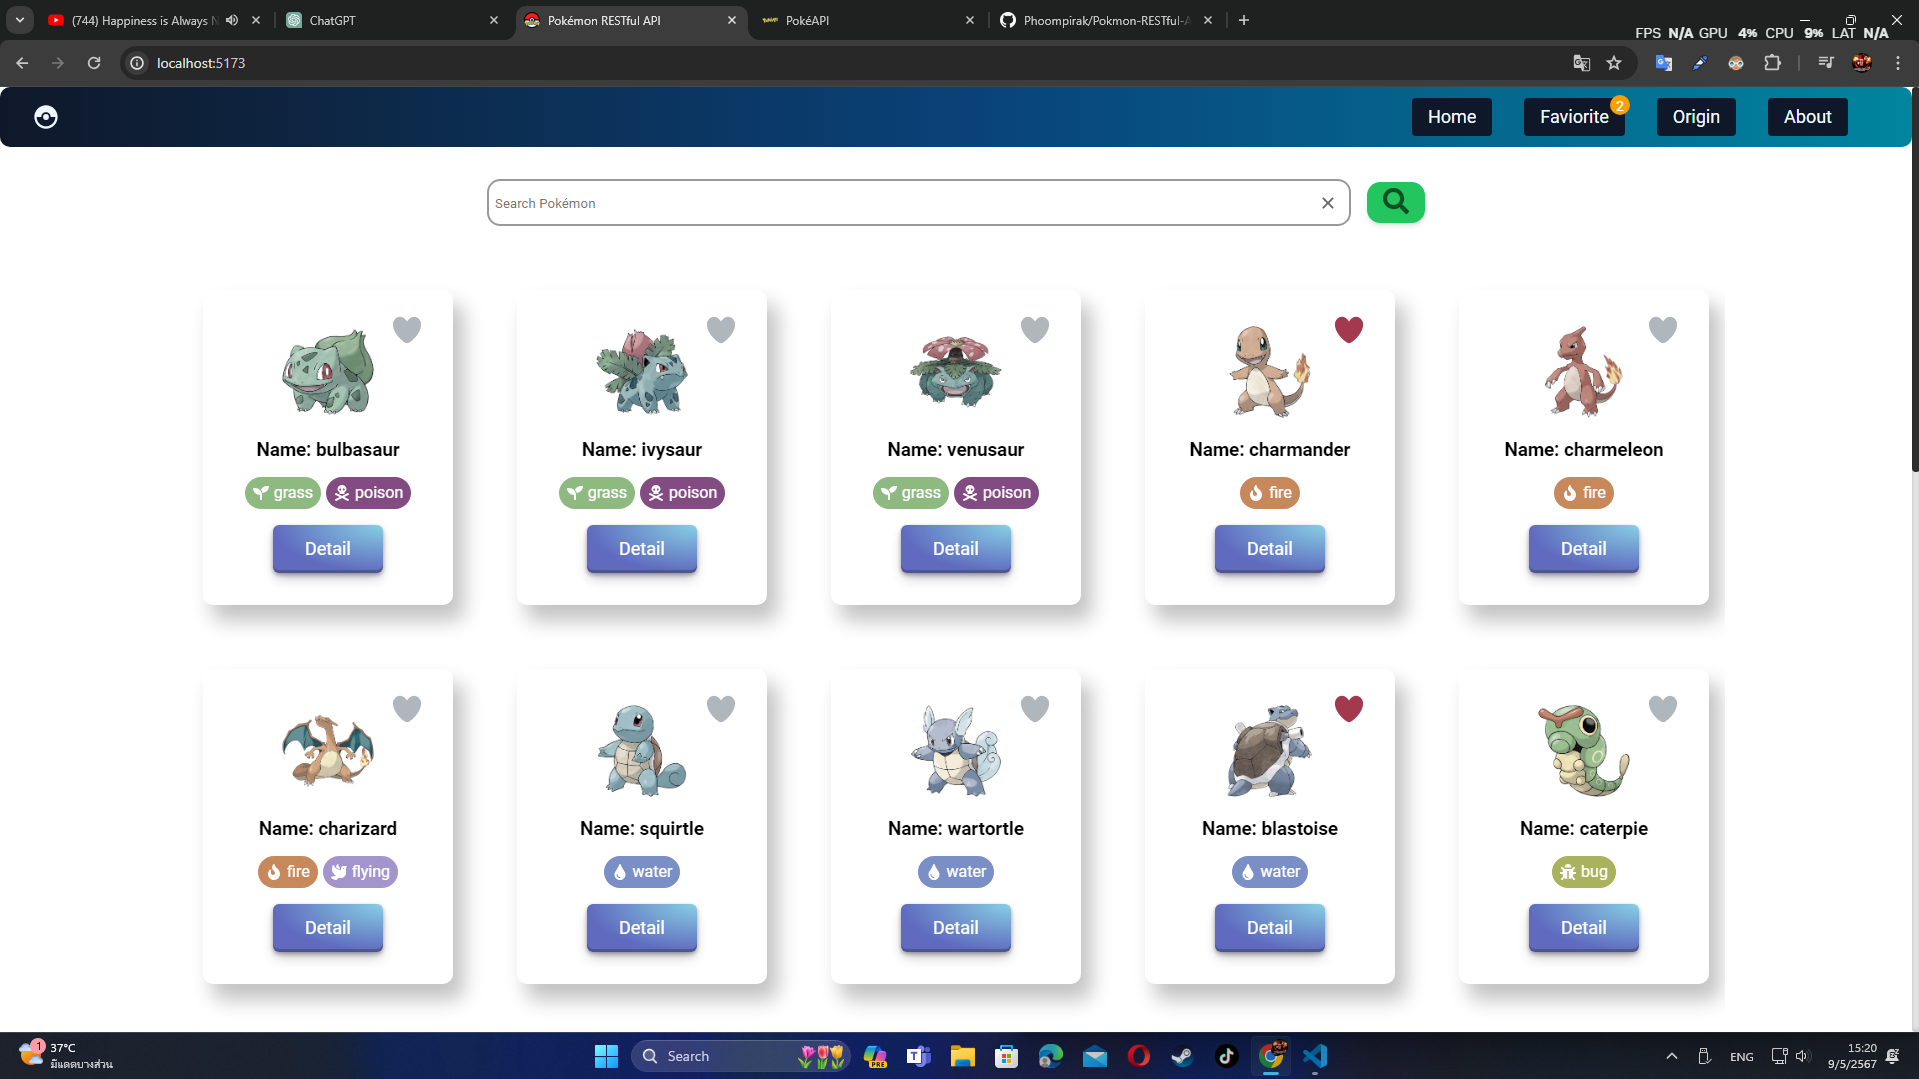 (744) Happiness is Always N
ChatGPT
Pokémon RESTful API
PokéAPI
Phoompirak/Pokmon-RESTful-A
FPS N/A GPU 4% CPU 9% LAT N/A
localhost:5173
Home
Faviorite
2
Origin
About
Search Pokémon
Name: bulbasaur
grass poison
Detail
Name: ivysaur
grass poison
Detail
Name: venusaur
grass poison
Detail
Name: charmander
fire
Detail
Name: charmeleon
fire
Detail
Name: charizard
fire flying
Detail
Name: squirtle
water
Detail
Name: wartortle
water
Detail
Name: blastoise
water
Detail
Name: caterpie
bug
Detail
1
37°C
มีแดดบางส่วน
Search
PRE
ENG
15:20
9/5/2567